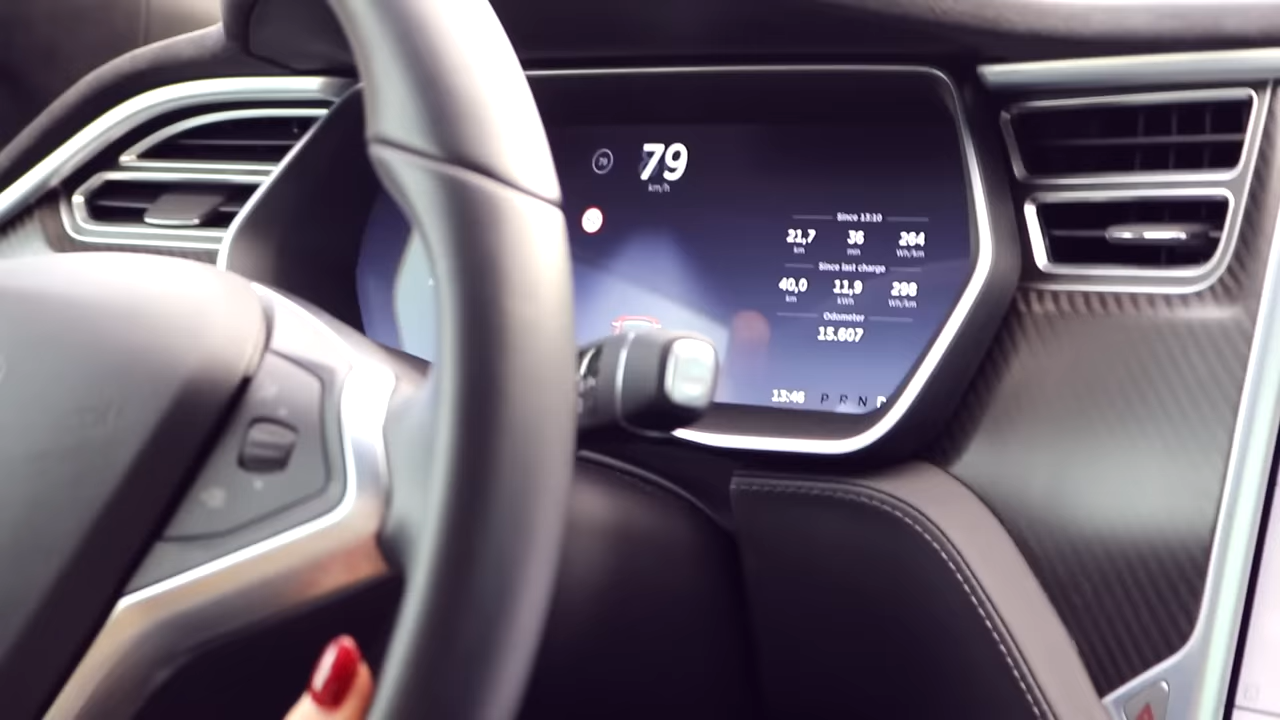 79 79
km/h
Since 13:10
21,7 36 264
km min Wh/km
Since last charge
40,0 11,9 298
km kWh Wh/km
Odometer
15.607
13:46 P R N D